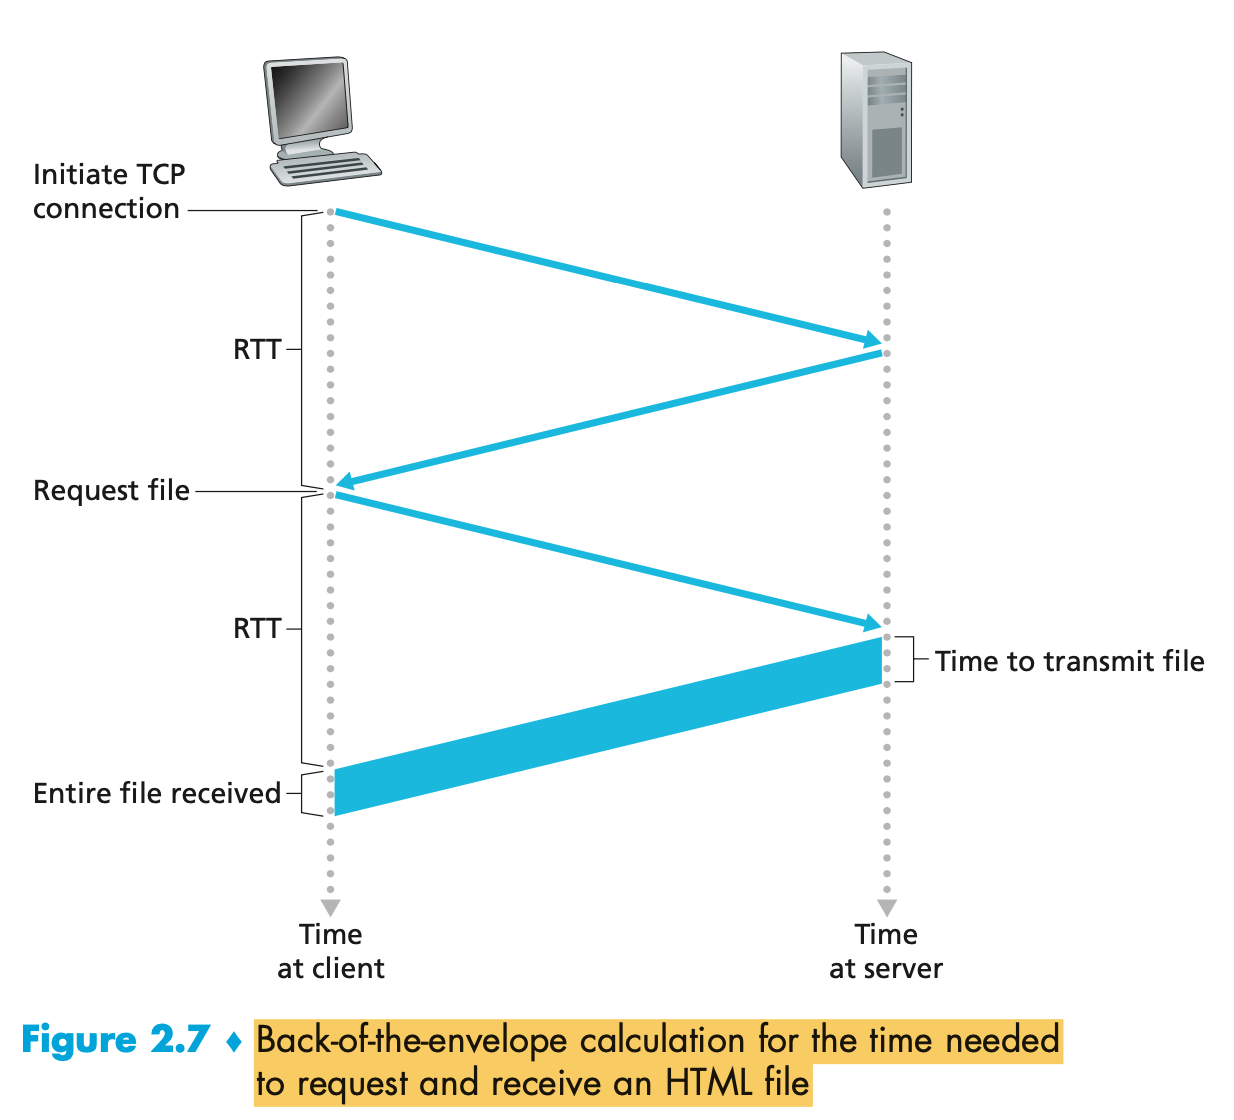 Initiate TCP
connection
RTT
Request file
RTT
Time to transmit file
Entire file received
Time
at client
Time
at server
Figure 2.7 ♦ Back-of-the-envelope calculation for the time needed
to request and receive an HTML file